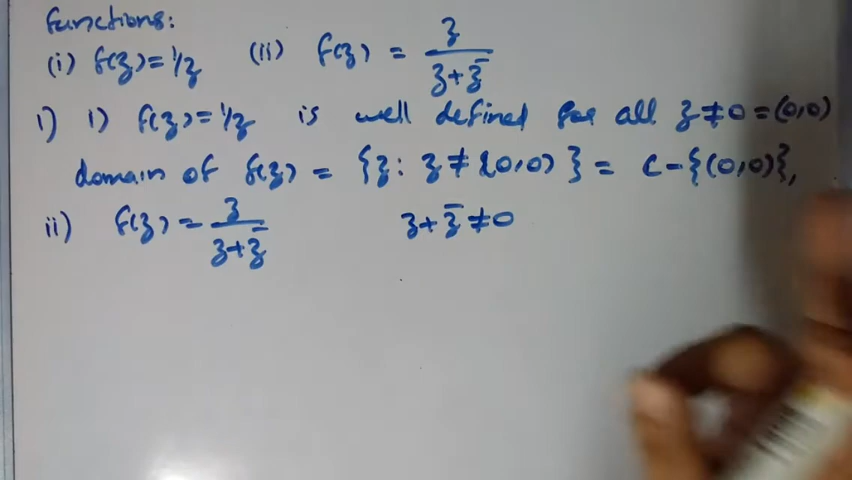 functions:
(i) f(z) = 1/z (ii) f(z) = z / z + z̄
1) 1) f(z) = 1/z is well defined for all z ≠ 0 = (0,0)
domain of f(z) = {z : z ≠ (0,0)} = C - {(0,0)},
ii) f(z) = z / z + z̄ z + z̄ ≠ 0